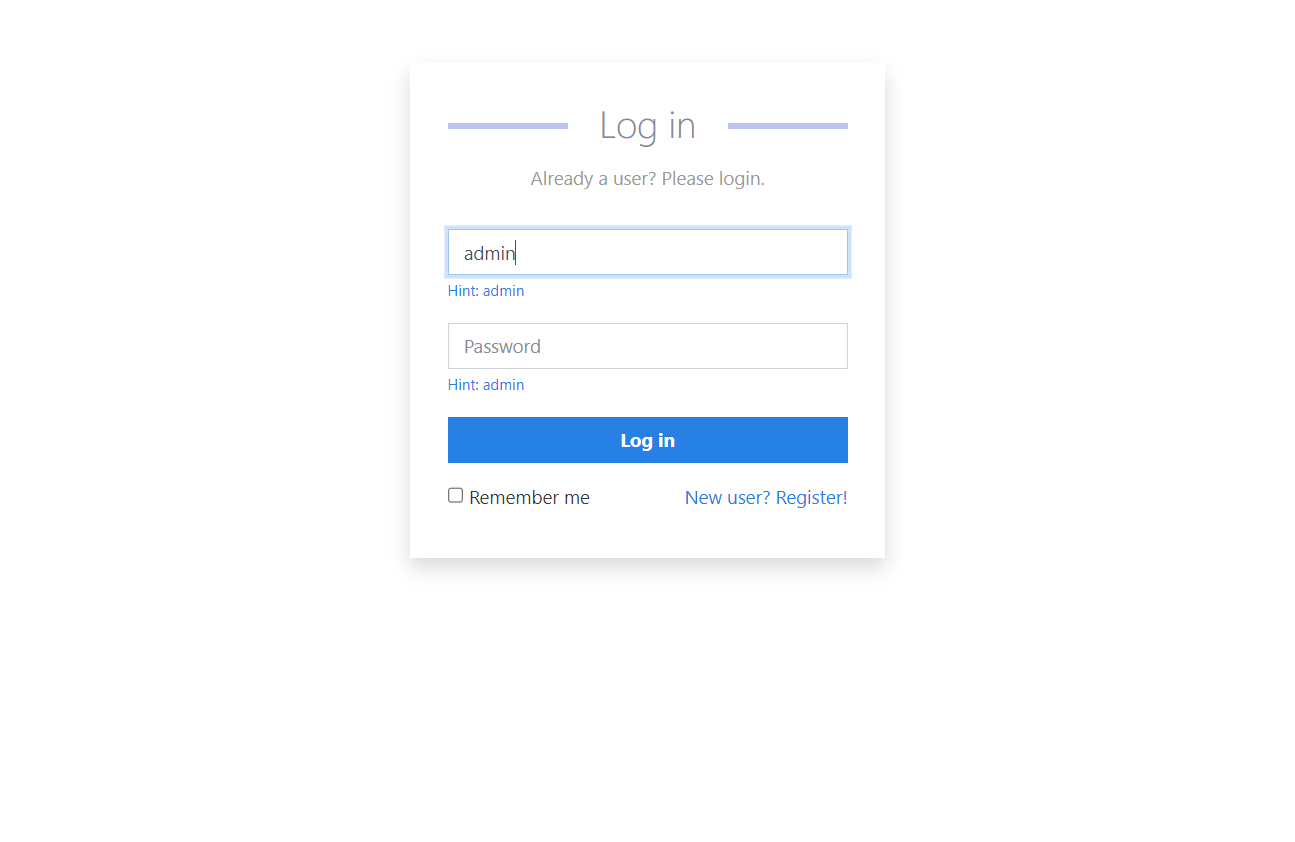 Log in
Already a user? Please login.
admin
Hint: admin
Password
Hint: admin
Log in
Remember me New user? Register!